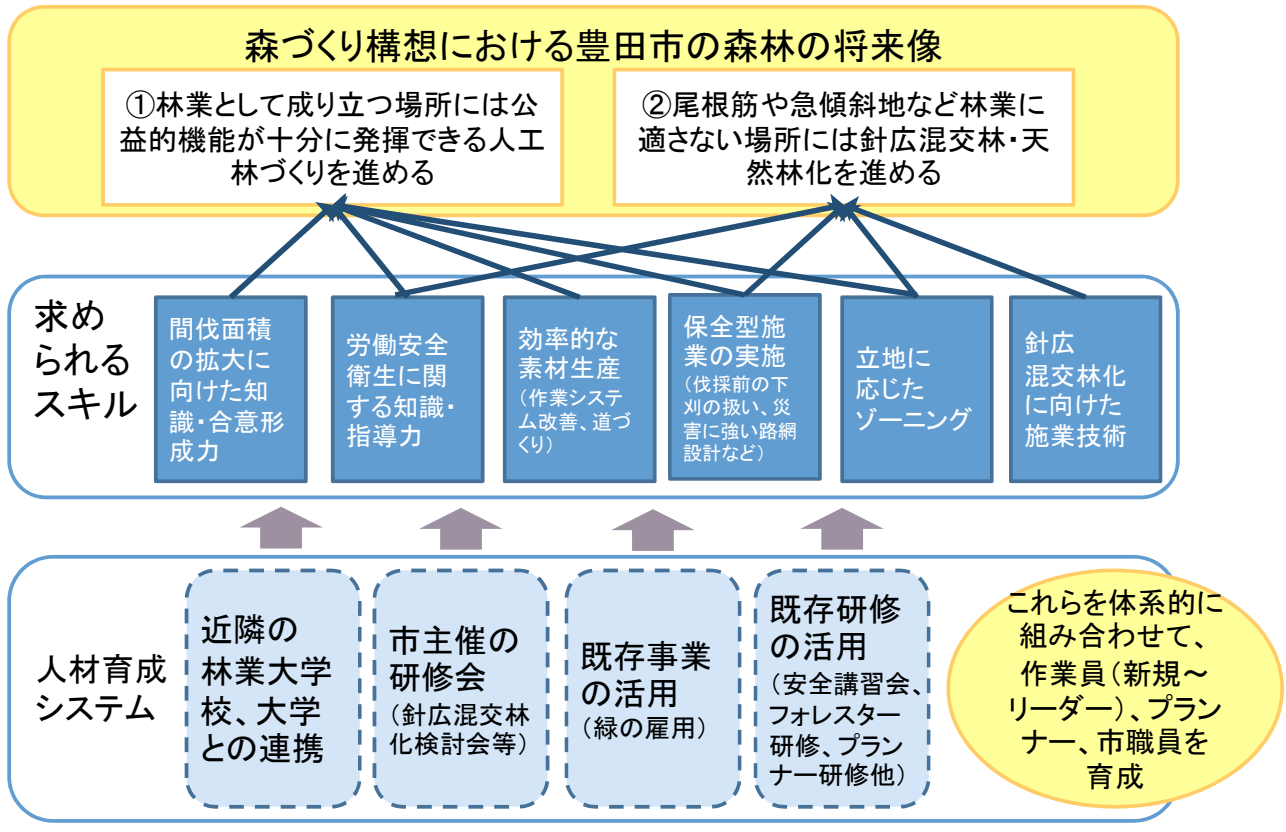 森づくり構想における豊田市の森林の将来像
①林業として成り立つ場所には公
益的機能が十分に発揮できる人工
林づくりを進める
②尾根筋や急傾斜地など林業に
適さない場所には針広混交林・天
然林化を進める
求め
られる
スキル
間伐面積
の拡大に
向けた知
識・合意形
成力
労働安全
衛生に関
する知識・
指導力
効率的な
素材生産
（作業システ
ム改善、道づ
くり）
保全型施
業の実施
（伐採前の下
刈の扱い、災
害に強い路網
設計など）
立地に
応じた
ゾーニング
針広
混交林化
に向けた
施業技術
人材育成
システム
近隣の
林業大学
校、大学
との連携
市主催の
研修会
（針広混交林
化検討会等）
既存事業
の活用
（緑の雇用）
既存研修
の活用
（安全講習会、
フォレスター
研修、プラン
ナー研修他）
これらを体系的に
組み合わせて、
作業員（新規～
リーダー）、プラン
ナー、市職員を
育成